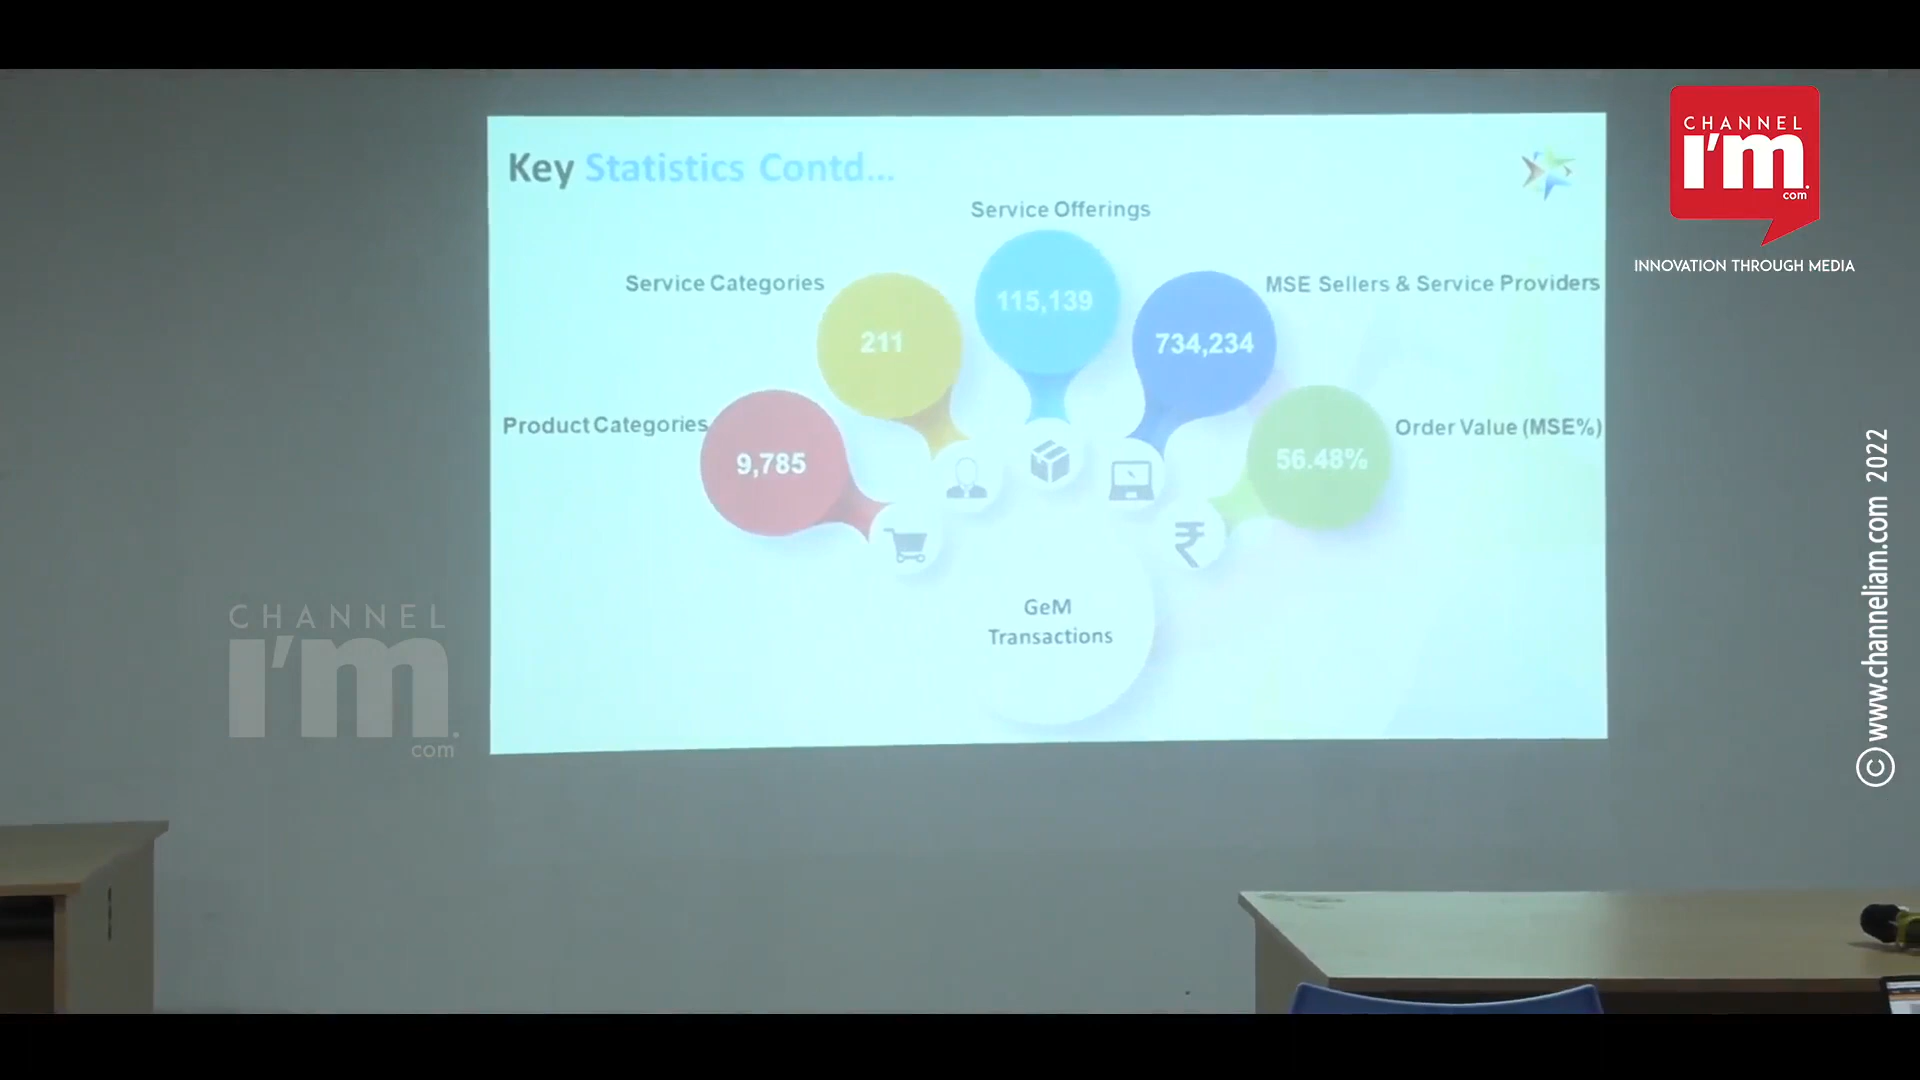 Key Statistics Contd...
Service Offerings
115,139
Service Categories
211
MSE Sellers & Service Providers
734,234
Product Categories
9,785
Order Value (MSE%)
56.48%
GeM
Transactions
CHANNEL
I'm.
com
INNOVATION THROUGH MEDIA
CHANNEL
I'm.
com
© www.channeliam.com 2022